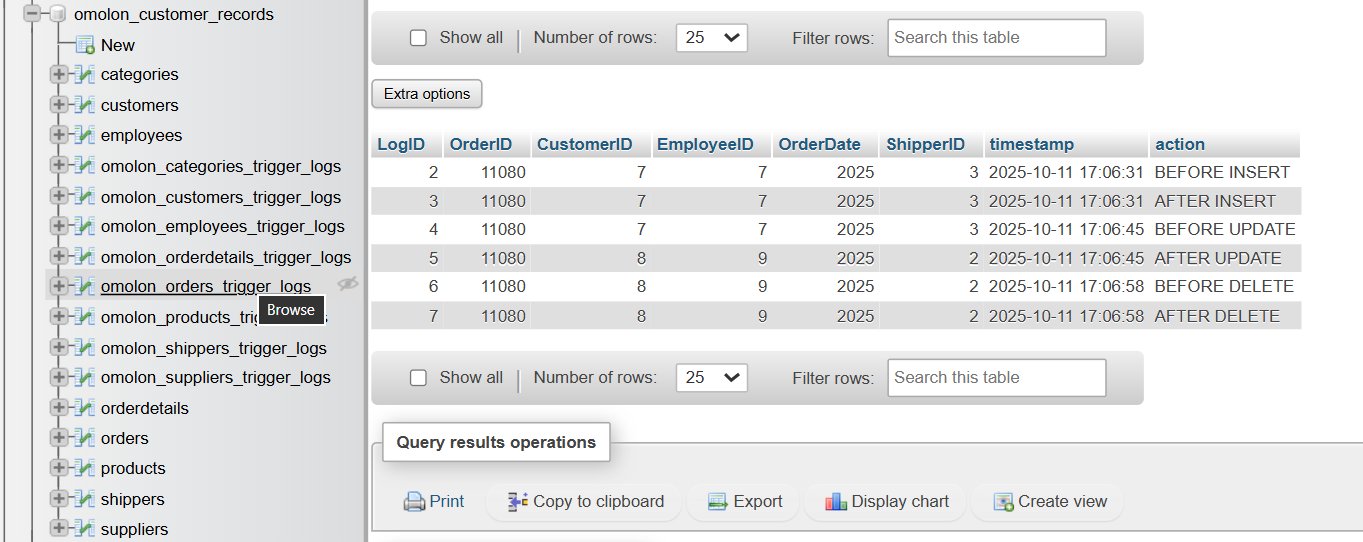 omolon_customer_records
New
categories
customers
employees
omolon_categories_trigger_logs
omolon_customers_trigger_logs
omolon_employees_trigger_logs
omolon_orderdetails_trigger_logs
omolon_orders_trigger_logs
Browse
omolon_products_trig s
omolon_shippers_trigger_logs
omolon_suppliers_trigger_logs
orderdetails
orders
products
shippers
suppliers
Show all Number of rows: 25 Filter rows: Search this table
Extra options
LogID OrderID CustomerID EmployeeID OrderDate ShipperID timestamp action
2 11080 7 7 2025 3 2025-10-11 17:06:31 BEFORE INSERT
3 11080 7 7 2025 3 2025-10-11 17:06:31 AFTER INSERT
4 11080 7 7 2025 3 2025-10-11 17:06:45 BEFORE UPDATE
5 11080 8 9 2025 2 2025-10-11 17:06:45 AFTER UPDATE
6 11080 8 9 2025 2 2025-10-11 17:06:58 BEFORE DELETE
7 11080 8 9 2025 2 2025-10-11 17:06:58 AFTER DELETE
Show all Number of rows: 25 Filter rows: Search this table
Query results operations
Print Copy to clipboard Export Display chart Create view